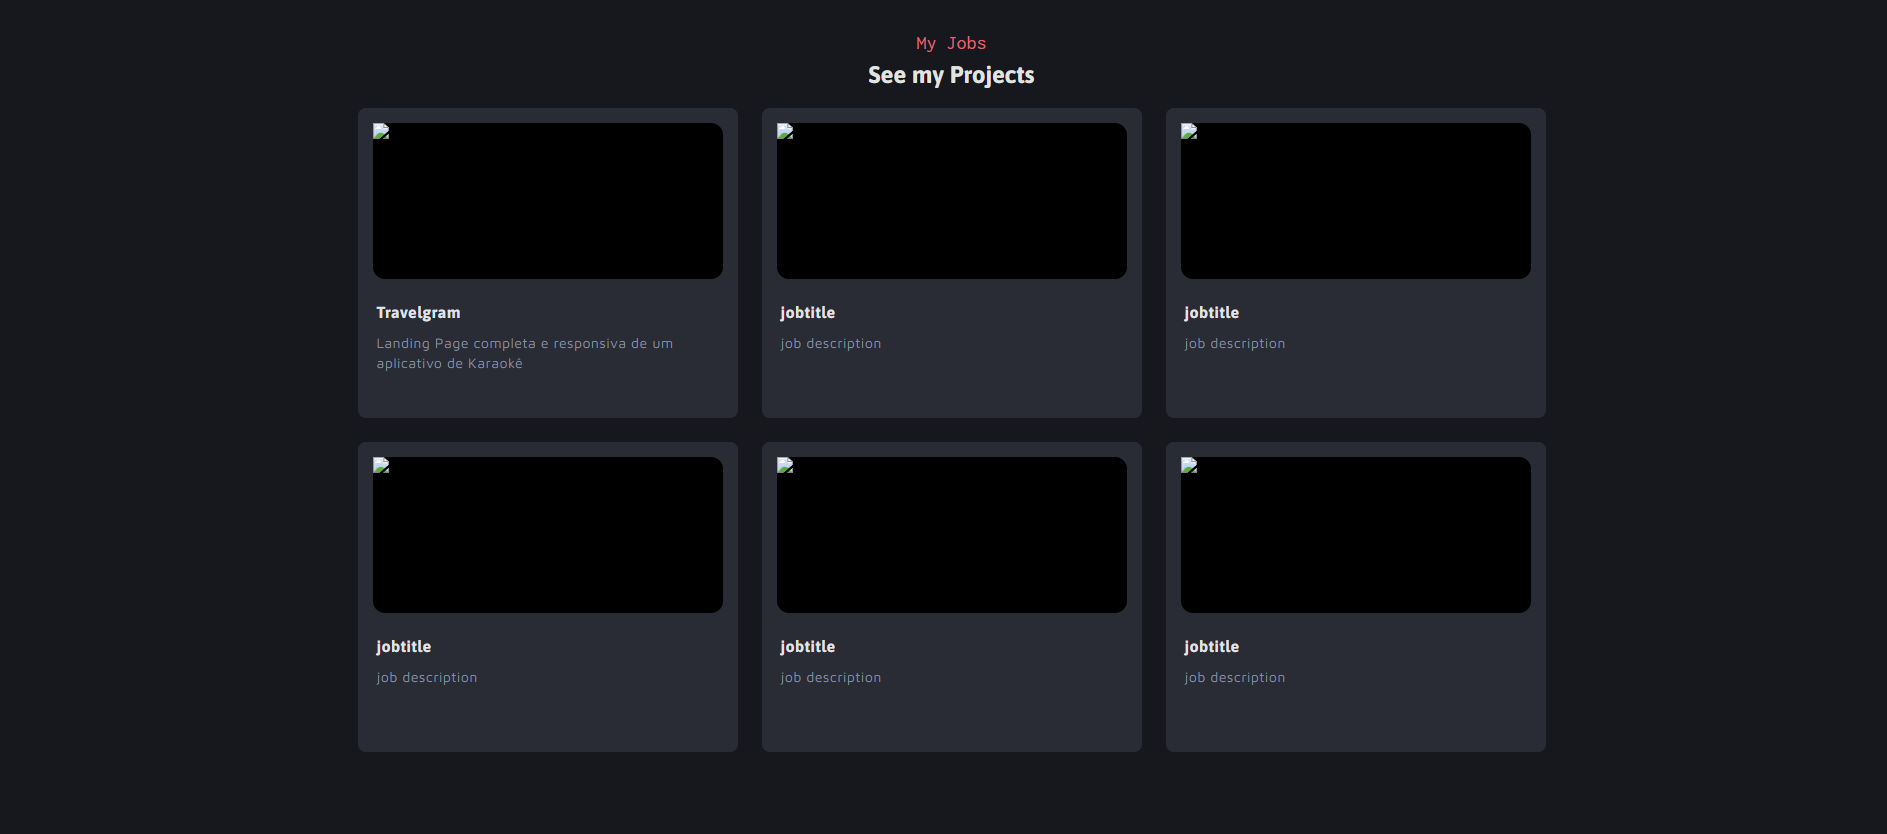 My Jobs
See my Projects
Travelgram
Landing Page completa e responsiva de um
aplicativo de Karaokê
jobtitle
job description
jobtitle
job description
jobtitle
job description
jobtitle
job description
jobtitle
job description